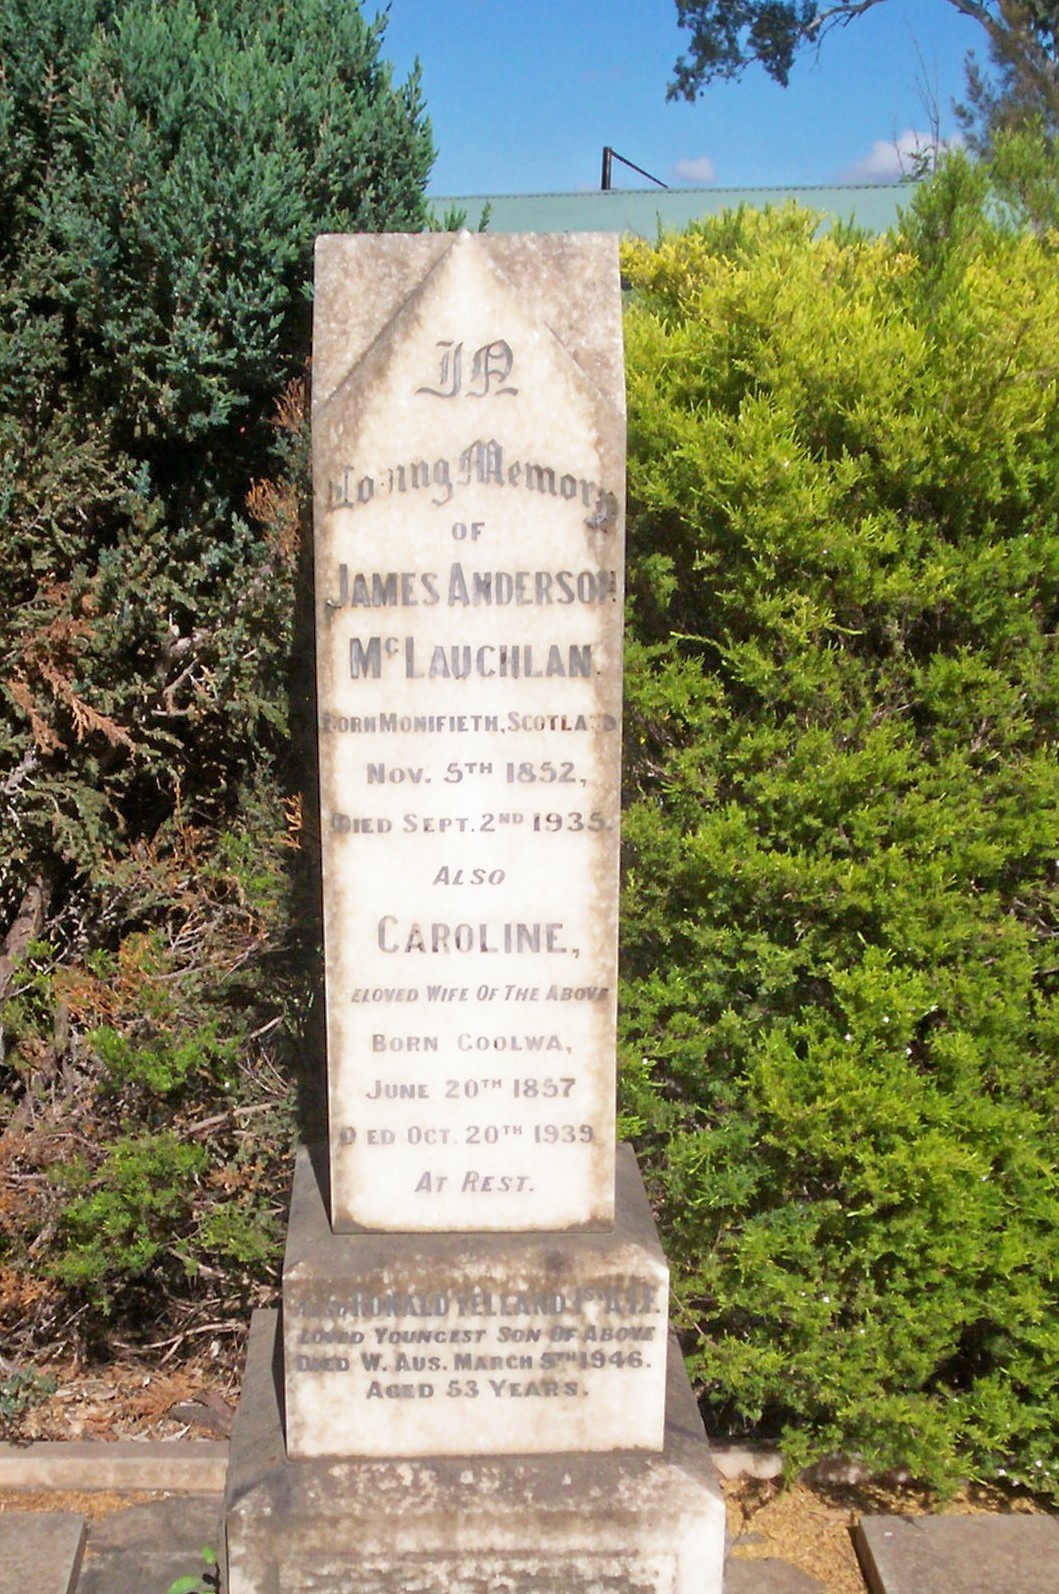 In
Loving Memory
OF
JAMES ANDERSON
McLAUCHLAN.
BORN MONIFIETH, SCOTLAND
NOV. 5TH 1852,
DIED SEPT. 2ND 1935.
ALSO
CAROLINE,
BELOVED WIFE OF THE ABOVE
BORN COOLWA,
JUNE 20TH 1857
DIED OCT. 20TH 1939
AT REST.
RONALD YELLAND 1ST A.I.F.
LOVED YOUNGEST SON OF ABOVE
DIED W. AUS. MARCH 5TH 1946.
AGED 53 YEARS.